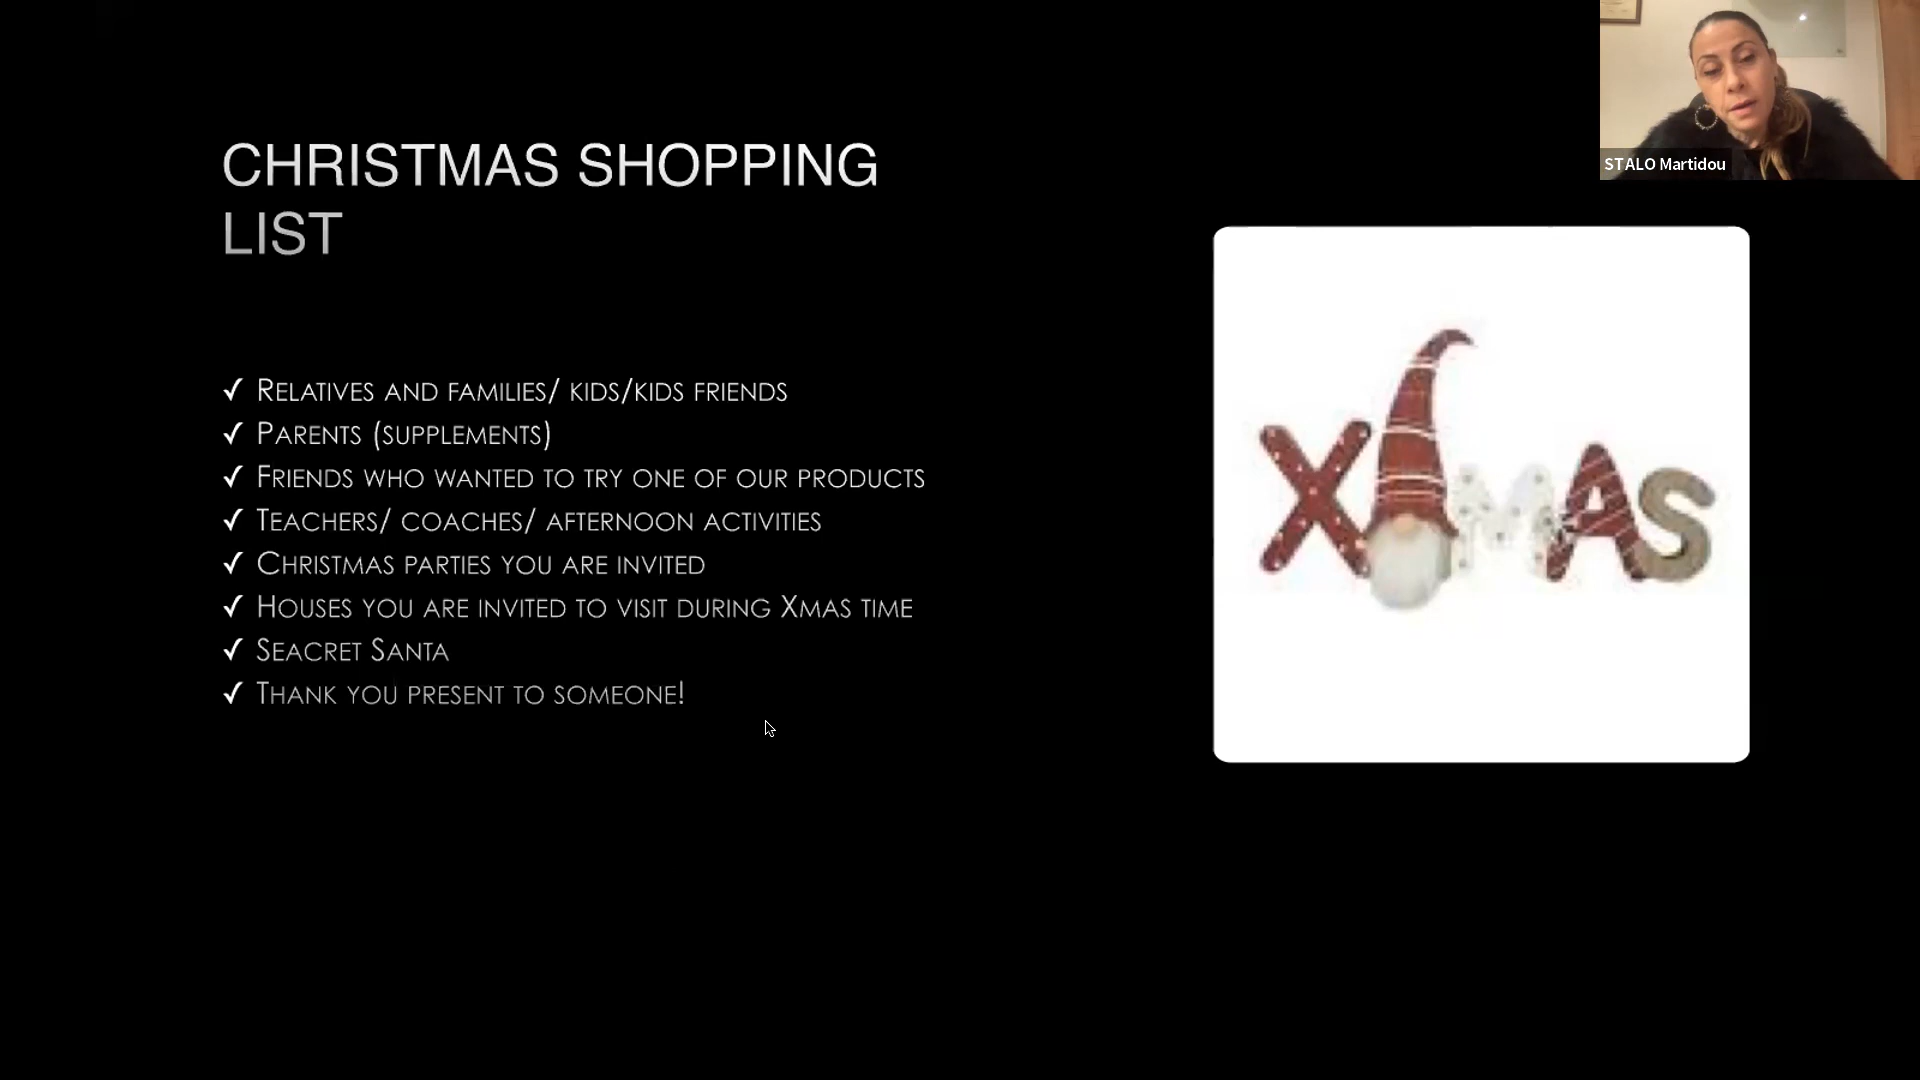 STALO Martidou
CHRISTMAS SHOPPING
LIST
✓ RELATIVES AND FAMILIES/ KIDS/KIDS FRIENDS
✓ PARENTS (SUPPLEMENTS)
✓ FRIENDS WHO WANTED TO TRY ONE OF OUR PRODUCTS
✓ TEACHERS/ COACHES/ AFTERNOON ACTIVITIES
✓ CHRISTMAS PARTIES YOU ARE INVITED
✓ HOUSES YOU ARE INVITED TO VISIT DURING XMAS TIME
✓ SEACRET SANTA
✓ THANK YOU PRESENT TO SOMEONE!
XMAS